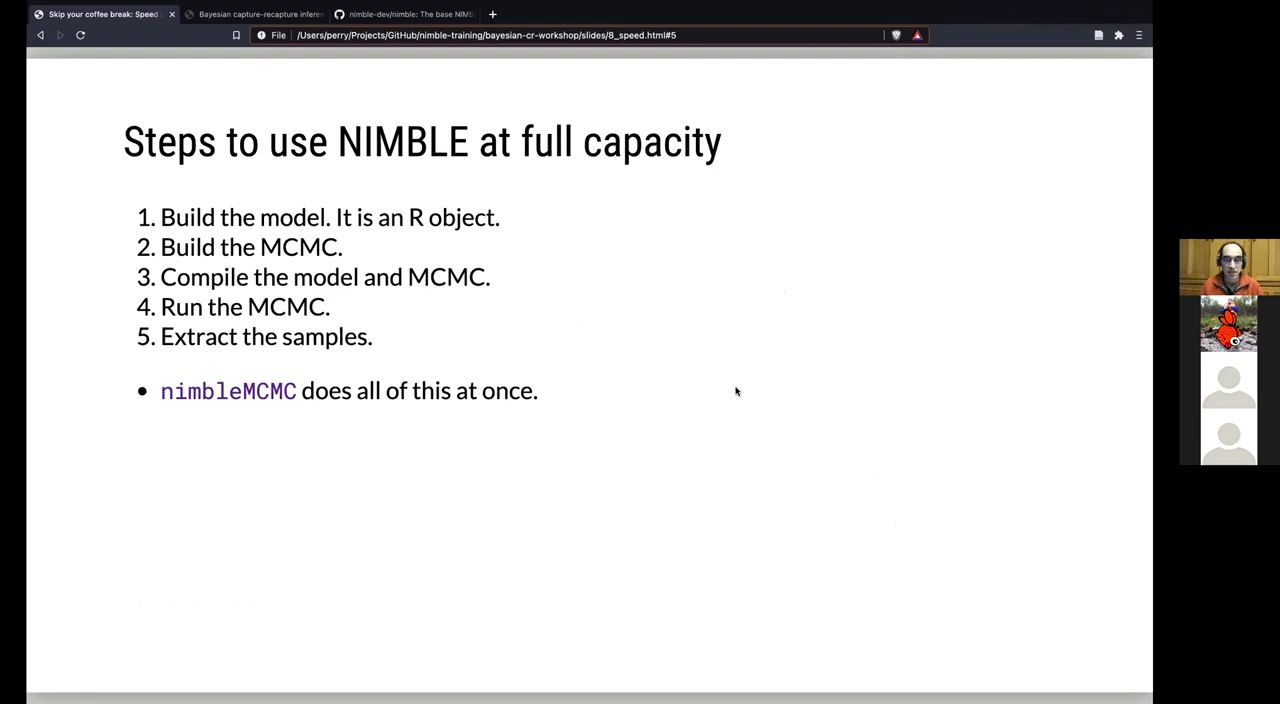 Skip your coffee break: Speed
Bayesian capture-recapture infere
nimble-dev/nimble: The base NIMB
File
/Users/perry/Projects/GitHub/nimble-training/bayesian-cr-workshop/slides/8_speed.html#5
Steps to use NIMBLE at full capacity
1. Build the model. It is an R object.
2. Build the MCMC.
3. Compile the model and MCMC.
4. Run the MCMC.
5. Extract the samples.
• nimbleMCMC does all of this at once.